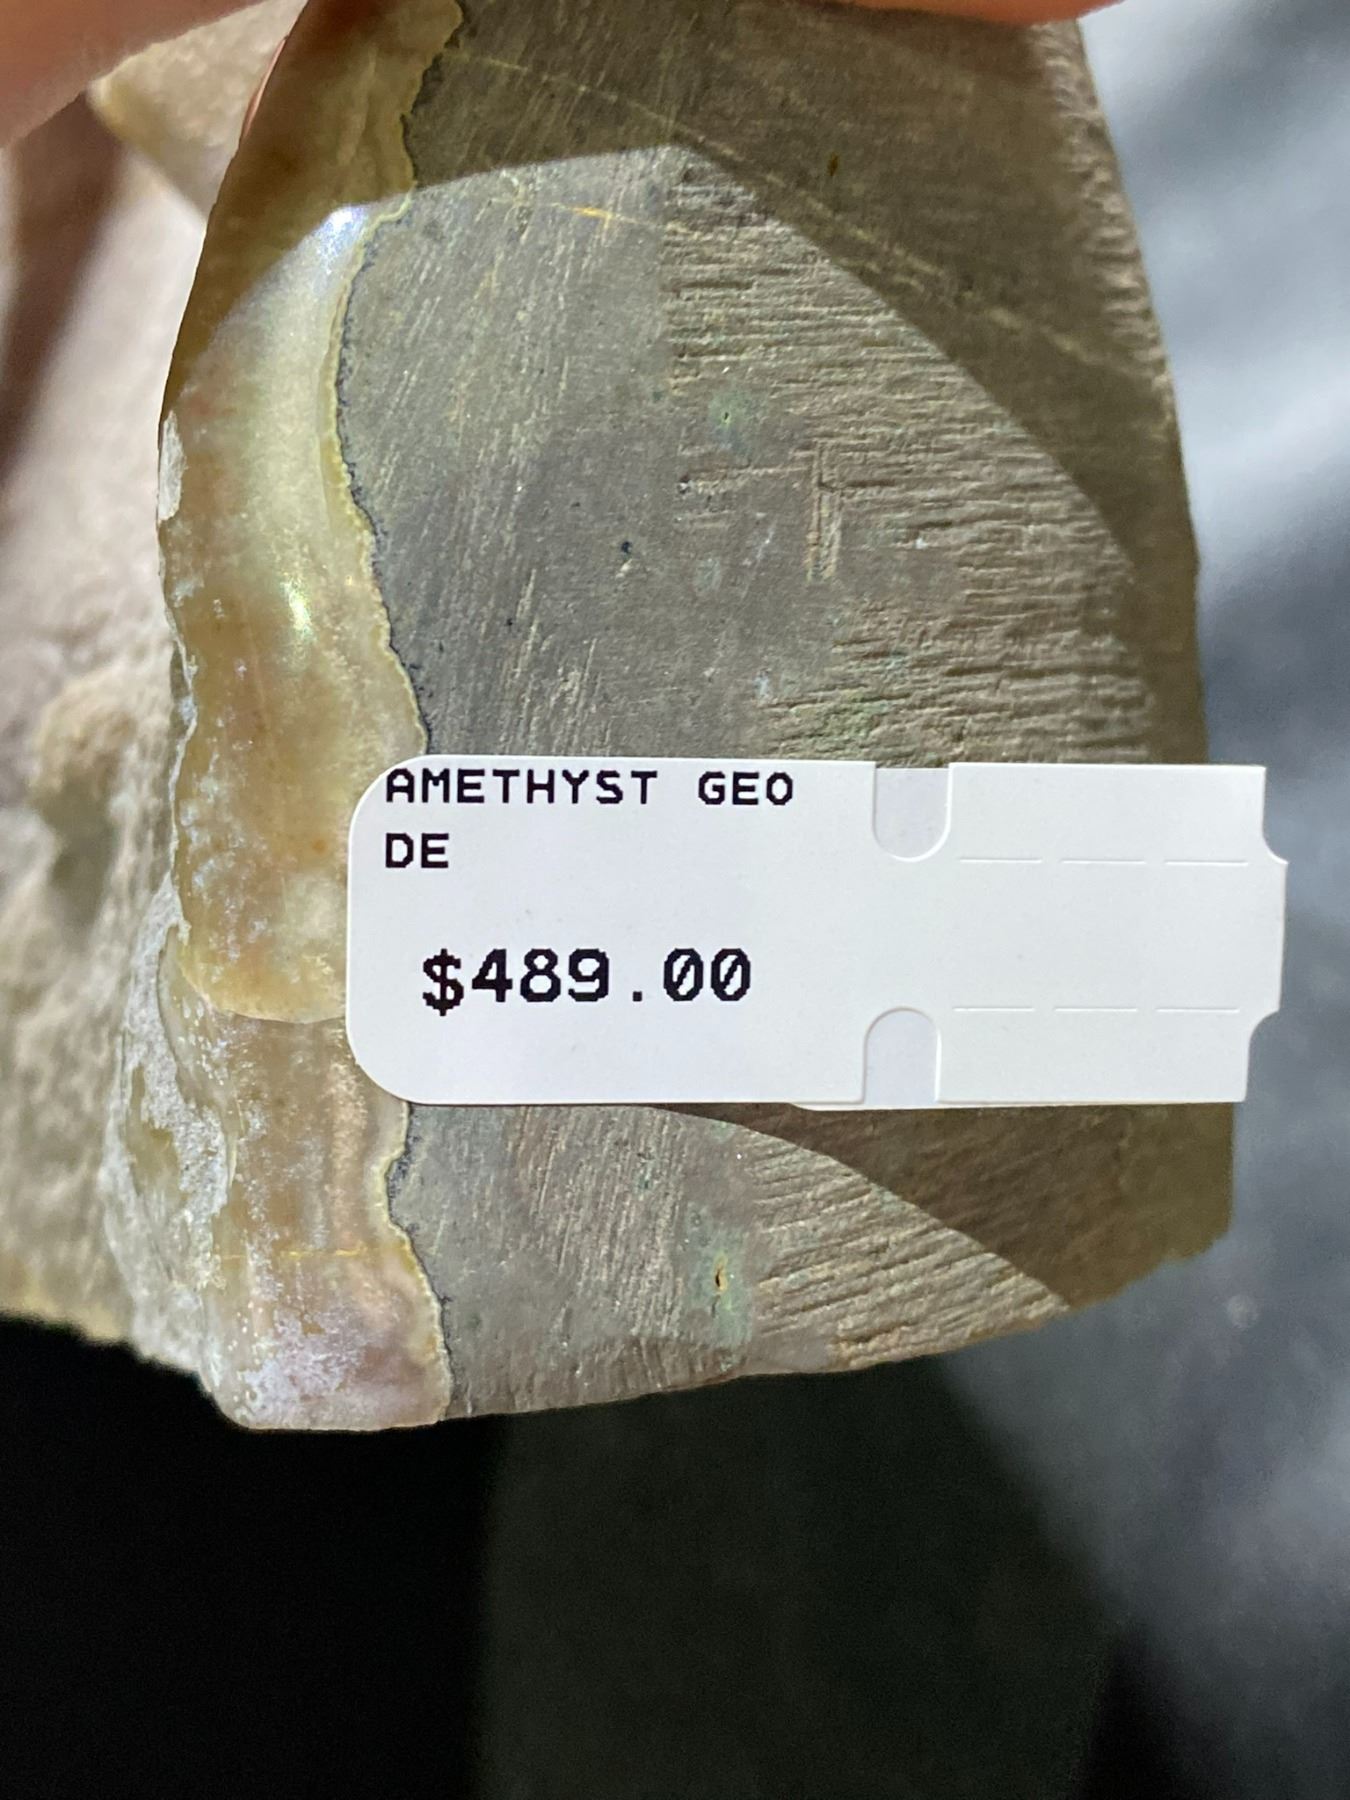 AMETHYST GEO
DE
$489.00